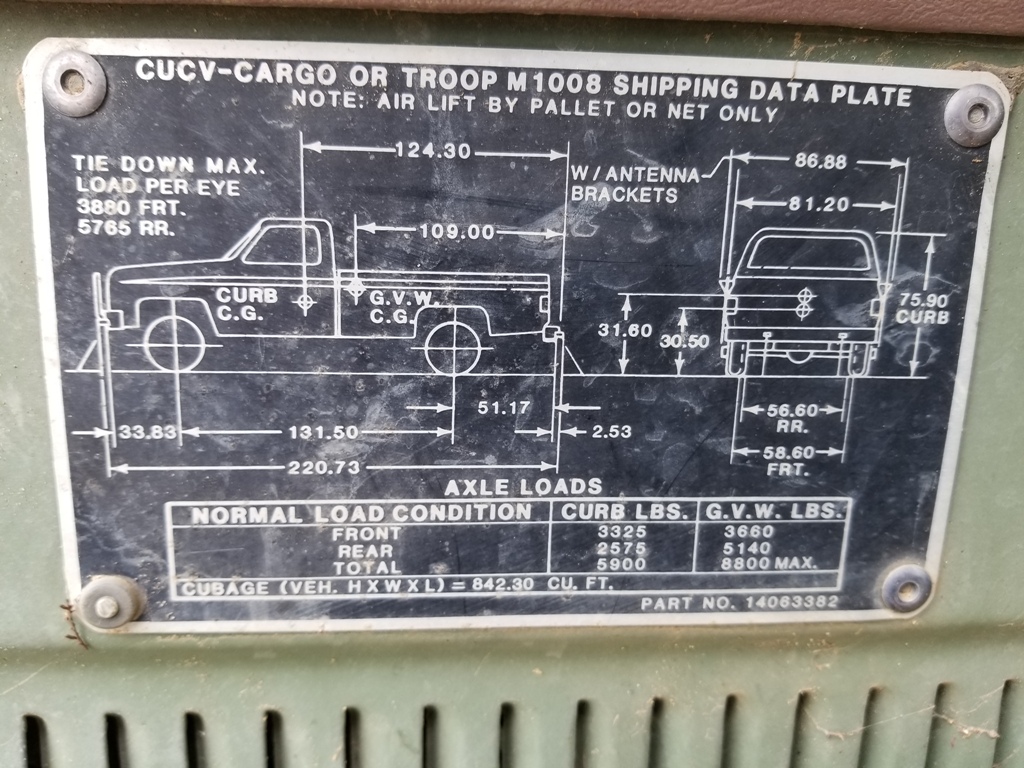 CUCV-CARGO OR TROOP M1008 SHIPPING DATA PLATE
NOTE: AIR LIFT BY PALLET OR NET ONLY
TIE DOWN MAX.
LOAD PER EYE
3880 FRT.
5765 RR.
124.30
109.00
CURB
C.G.
G.V.W.
C.G.
W/ANTENNA
BRACKETS
86.88
81.20
31.60
30.50
75.90
CURB
51.17
33.83
131.50
2.53
220.73
56.60
RR.
58.60
FRT.
AXLE LOADS
NORMAL LOAD CONDITION CURB LBS. G.V.W. LBS.
FRONT 3325 3660
REAR 2575 5140
TOTAL 5900 8800 MAX.
CUBAGE (VEH. H X W X L) = 842.30 CU. FT.
PART NO. 14063382